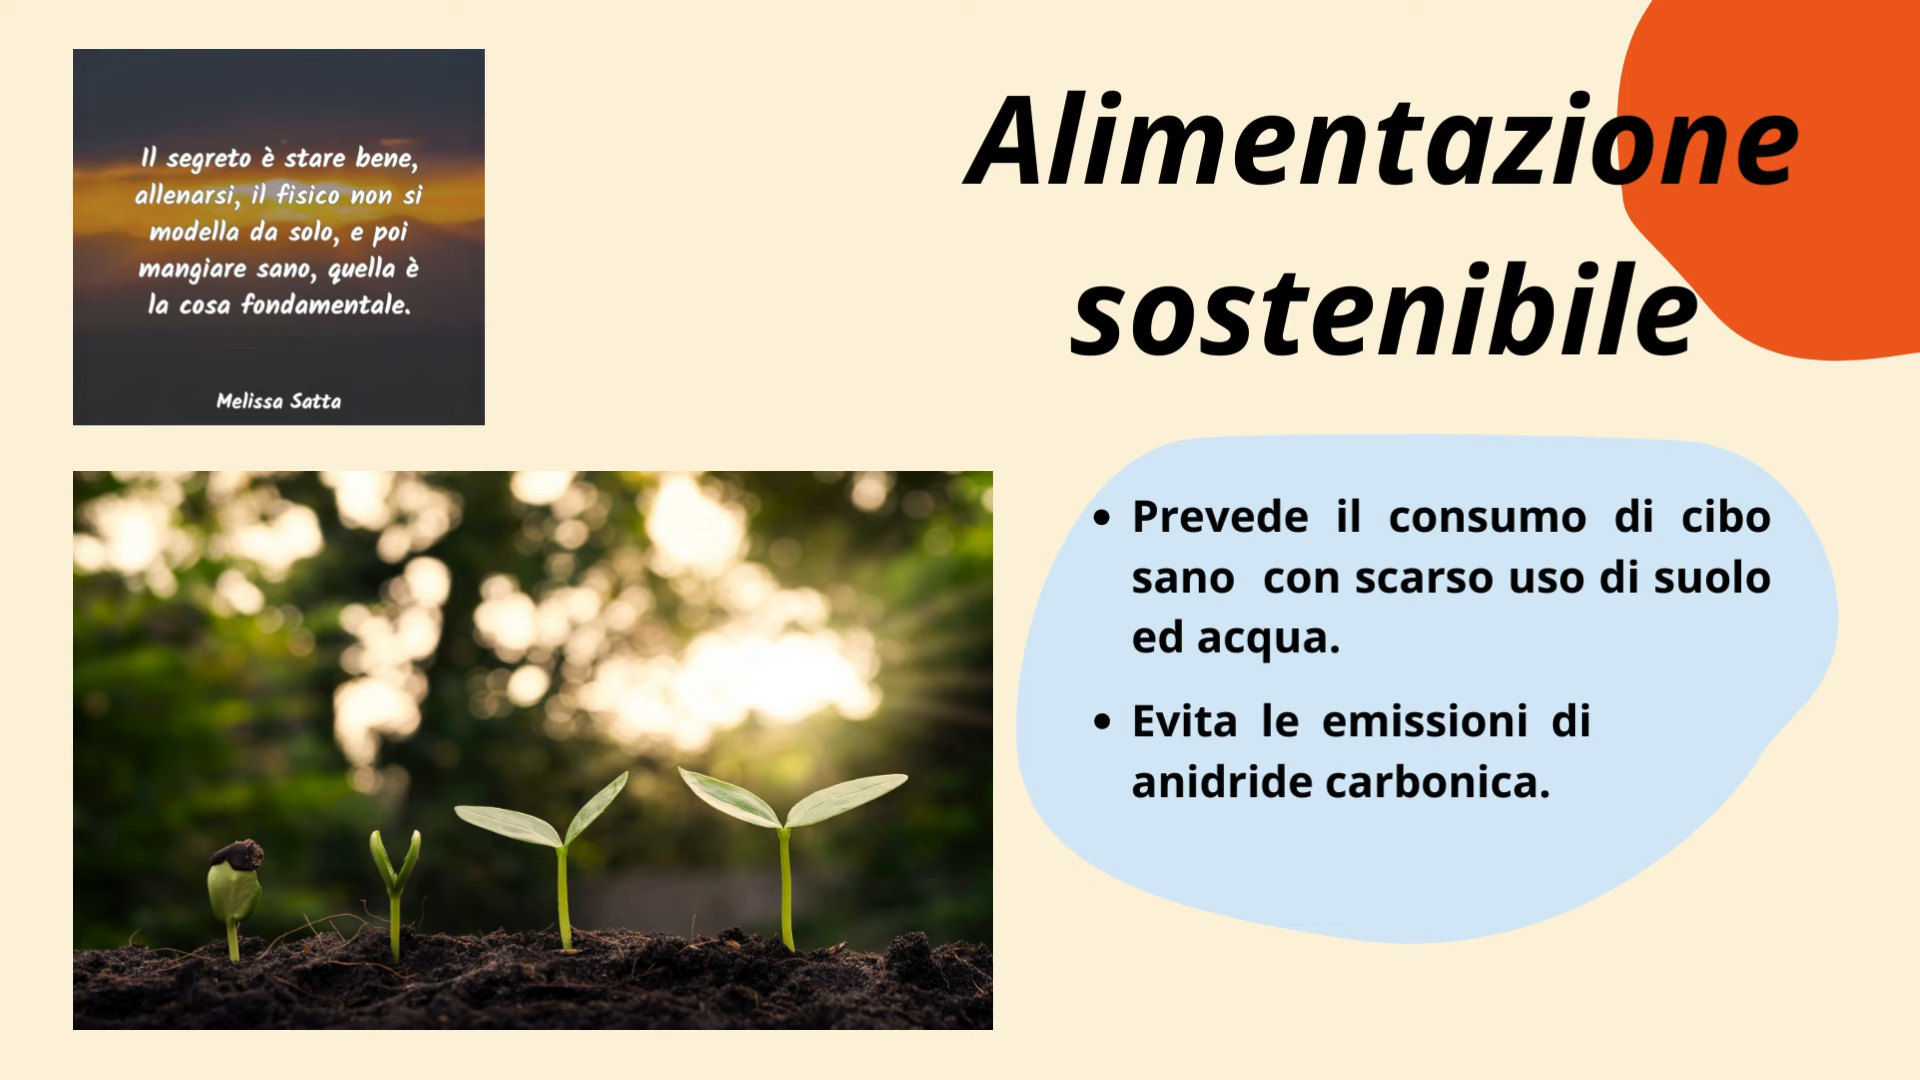 Il segreto è stare bene,
allenarsi, il fisico non si
modella da solo, e poi
mangiare sano, quella è
la cosa fondamentale.
Melissa Satta
Alimentazione
sostenibile
• Prevede il consumo di cibo
sano con scarso uso di suolo
ed acqua.
• Evita le emissioni di
anidride carbonica.